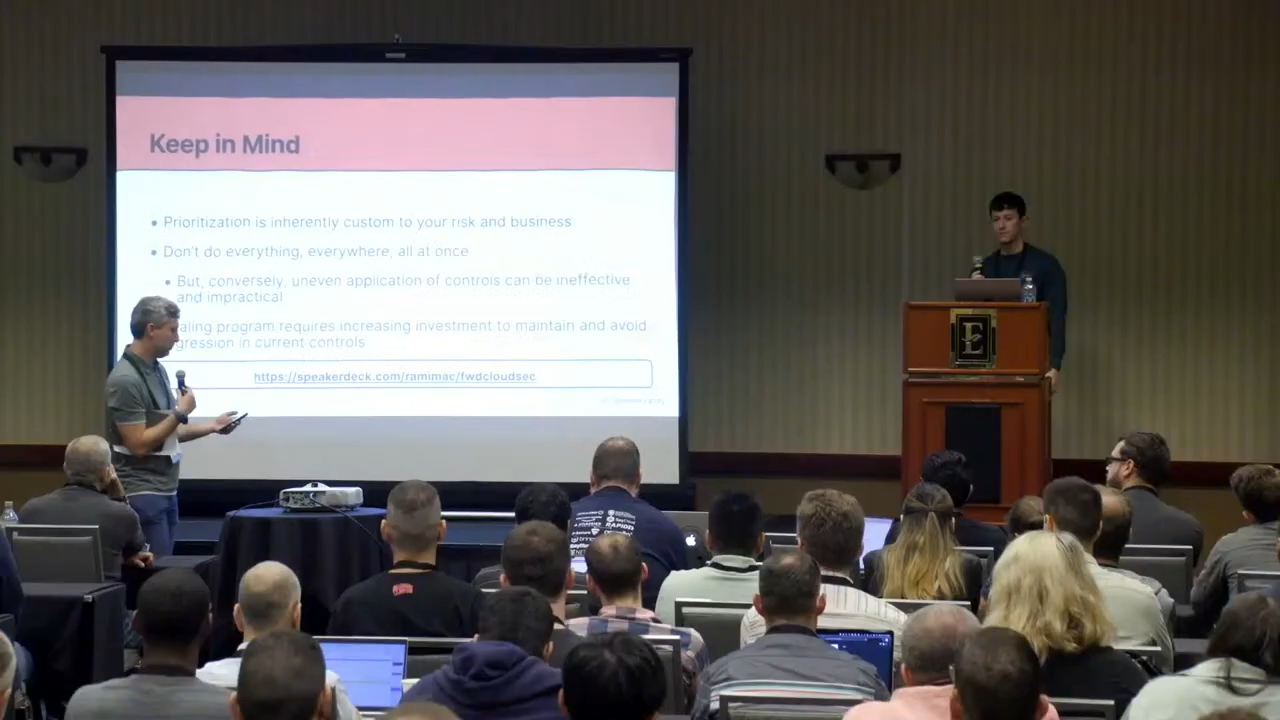 Keep in Mind
Prioritization is inherently custom to your risk and business
Don't do everything, everywhere, all at once
But, conversely, uneven application of controls can be ineffective
and impractical
program requires increasing investment to maintain and avoid
in current controls
https://speakerdeck.com/ramimac/fwdcloudsec
E